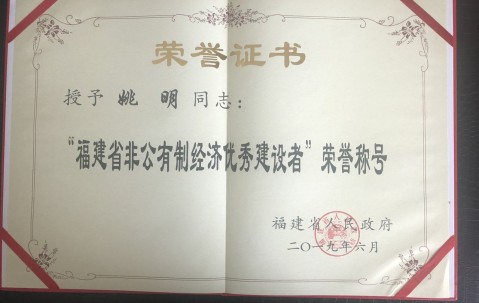 荣誉证书
授予 姚 明 同志：
“福建省非公有制经济优秀建设者”荣誉称号
福建省人民政府
二〇一九年六月